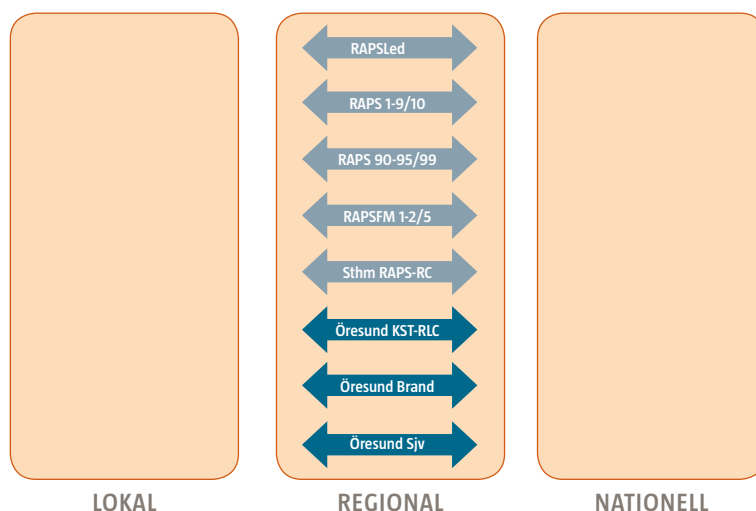 RAPSLed
RAPS 1-9/10
RAPS 90-95/99
RAPSFM 1-2/5
Sthm RAPS-RC
Öresund KST-RLC
Öresund Brand
Öresund Sjv
LOKAL
REGIONAL
NATIONELL